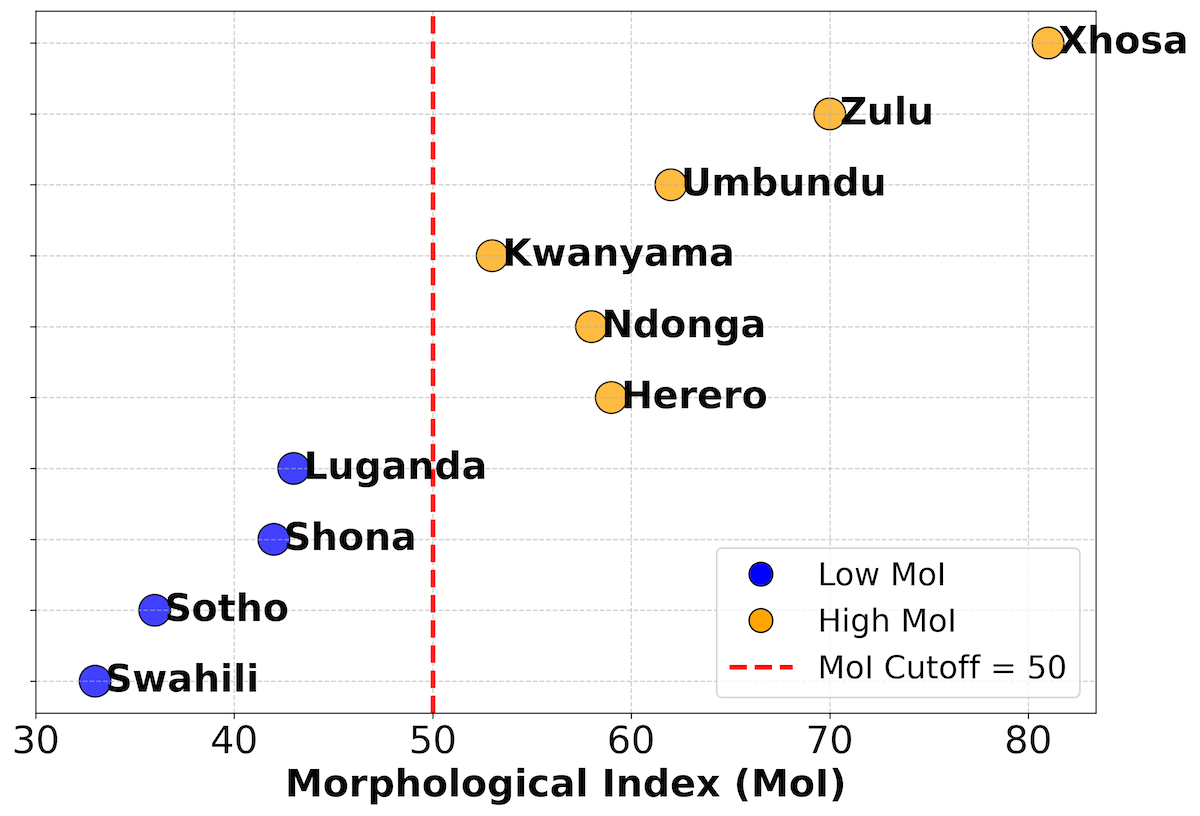 Xhosa
Zulu
Umbundu
Kwanyama
Ndonga
Herero
Luganda
Shona
Sotho
Swahili
Low MoI
High MoI
MoI Cutoff = 50
30 40 50 60 70 80
Morphological Index (MoI)